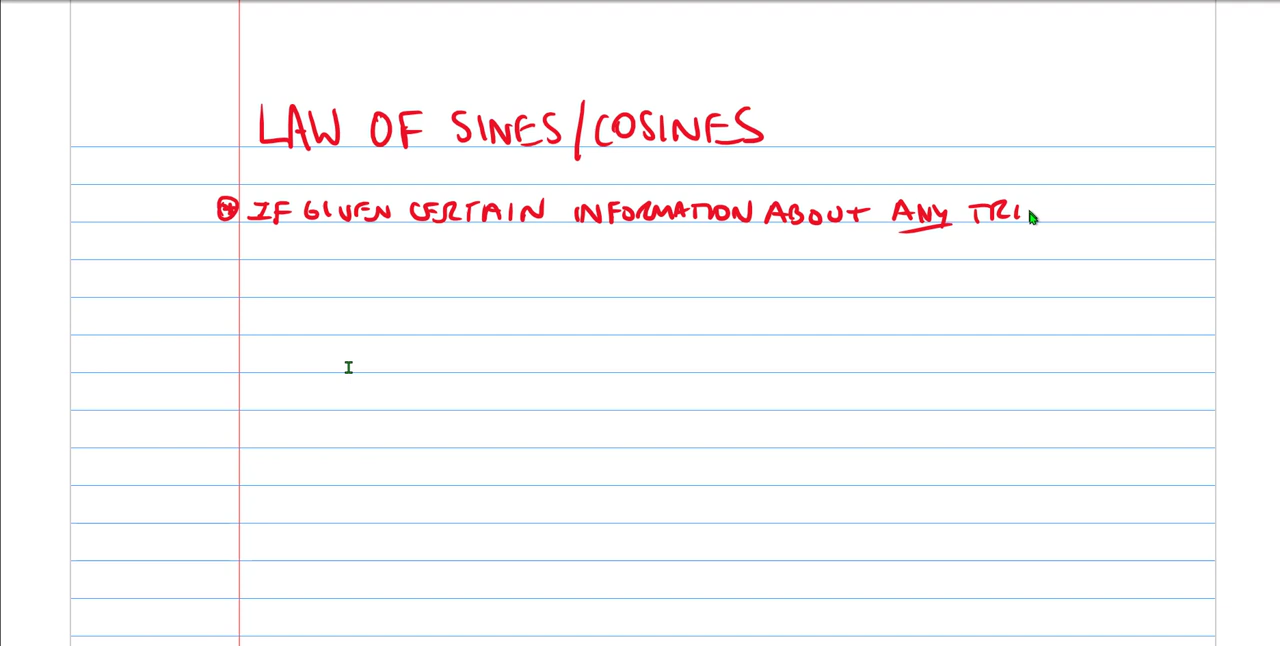 LAW OF SINES/COSINES
IF GIVEN CERTAIN INFORMATION ABOUT ANY TRI